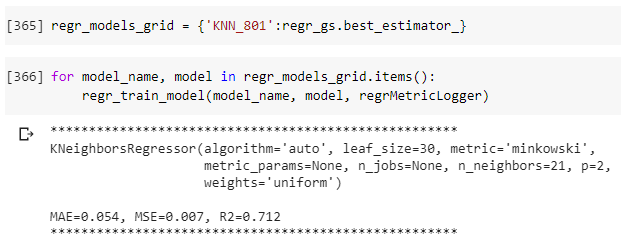 [365] regr_models_grid = {'KNN_801':regr_gs.best_estimator_}
[366] for model_name, model in regr_models_grid.items():
regr_train_model(model_name, model, regrMetricLogger)
*****************************************************
KNeighborsRegressor(algorithm='auto', leaf_size=30, metric='minkowski',
metric_params=None, n_jobs=None, n_neighbors=21, p=2,
weights='uniform')
MAE=0.054, MSE=0.007, R2=0.712
*****************************************************